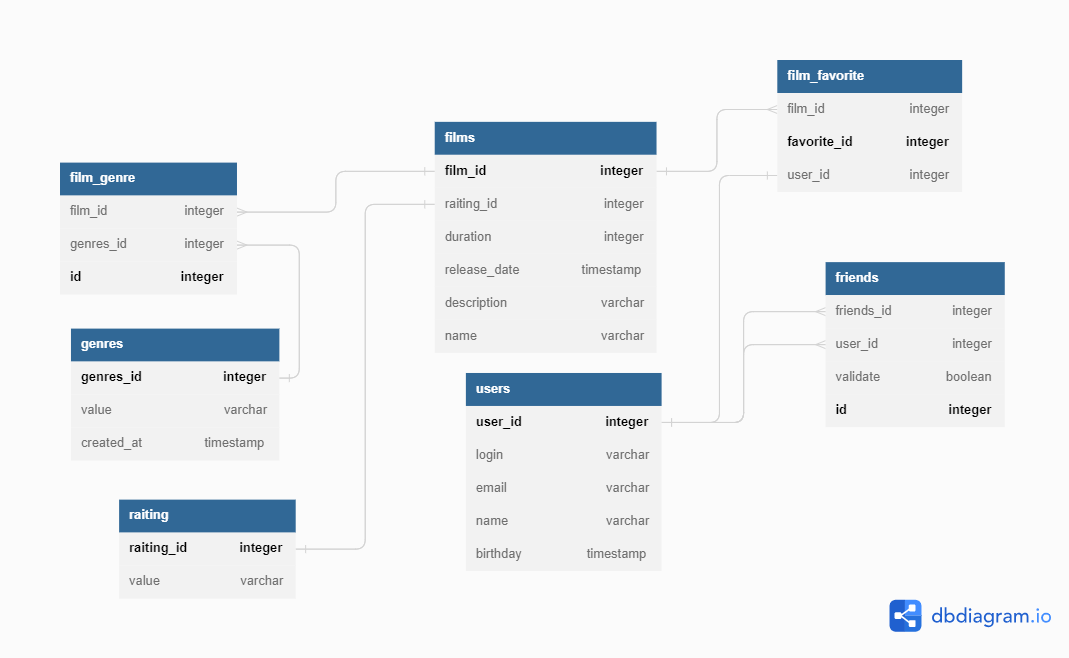 film_genre
film_id integer
genres_id integer
id integer
genres
genres_id integer
value varchar
created_at timestamp
raiting
raiting_id integer
value varchar
films
film_id integer
raiting_id integer
duration integer
release_date timestamp
description varchar
name varchar
users
user_id integer
login varchar
email varchar
name varchar
birthday timestamp
film_favorite
film_id integer
favorite_id integer
user_id integer
friends
friends_id integer
user_id integer
validate boolean
id integer
dbdiagram.io